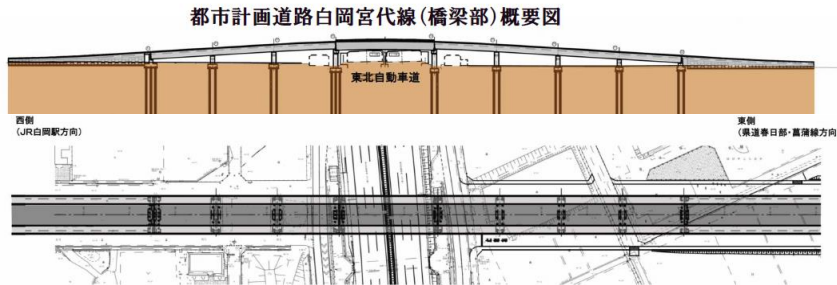 都市計画道路白岡宮代線(橋梁部)概要図
東北自動車道
西側
(JR白岡駅方向)
東側
(県道春日部・菖蒲線方向